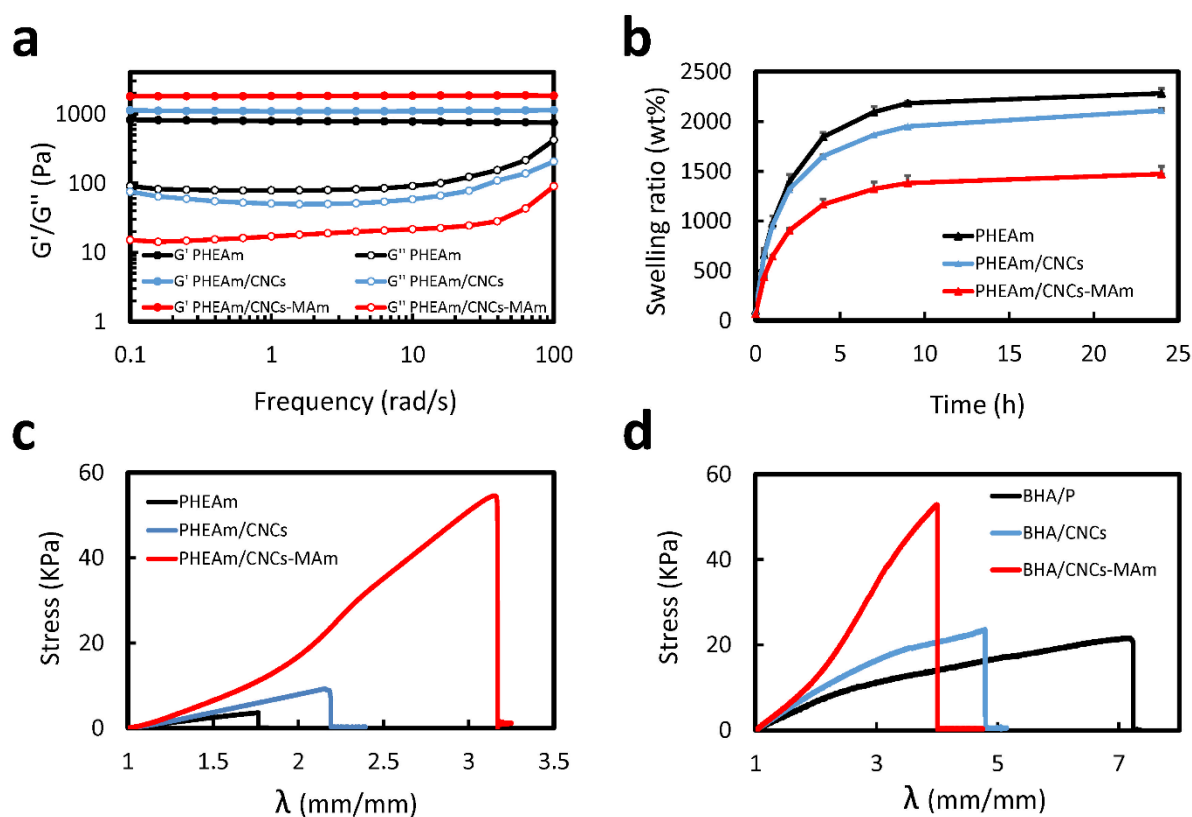 a
G'/G'' (Pa)
1000
100
10
1
G' PHEAm
G'' PHEAm
G' PHEAm/CNCs
G'' PHEAm/CNCs
G' PHEAm/CNCs-MAm
G'' PHEAm/CNCs-MAm
0.1 1 10 100
Frequency (rad/s)
b
Swelling ratio (wt%)
2500
2000
1500
1000
500
0
PHEAm
PHEAm/CNCs
PHEAm/CNCs-MAm
0 5 10 15 20 25
Time (h)
c
Stress (KPa)
60
40
20
0
PHEAm
PHEAm/CNCs
PHEAm/CNCs-MAm
1 1.5 2 2.5 3 3.5
λ (mm/mm)
d
Stress (KPa)
60
40
20
0
BHA/P
BHA/CNCs
BHA/CNCs-MAm
1 3 5 7
λ (mm/mm)